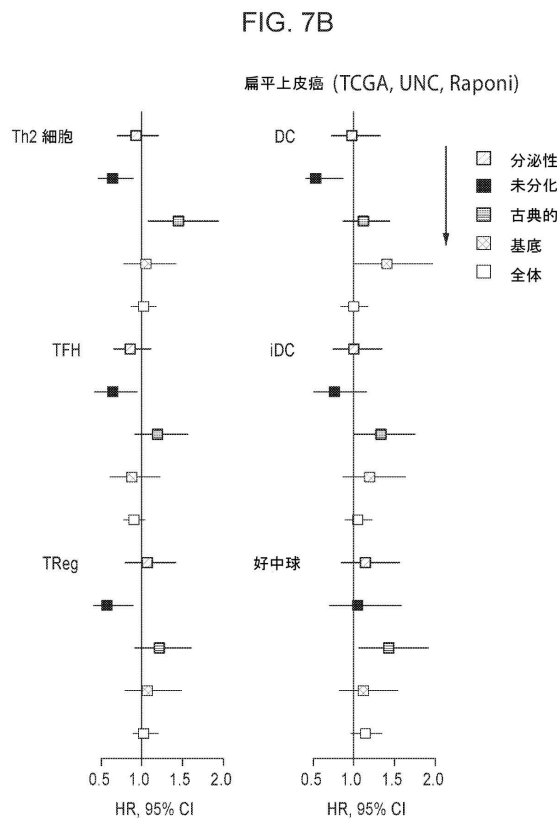 FIG. 7B
扁平上皮癌 (TCGA, UNC, Raponi)
Th2 細胞
TFH
TReg
0.5 1.0 1.5 2.0
HR, 95% CI
DC
iDC
好中球
0.5 1.0 1.5 2.0
HR, 95% CI
分泌性
未分化
古典的
基底
全体